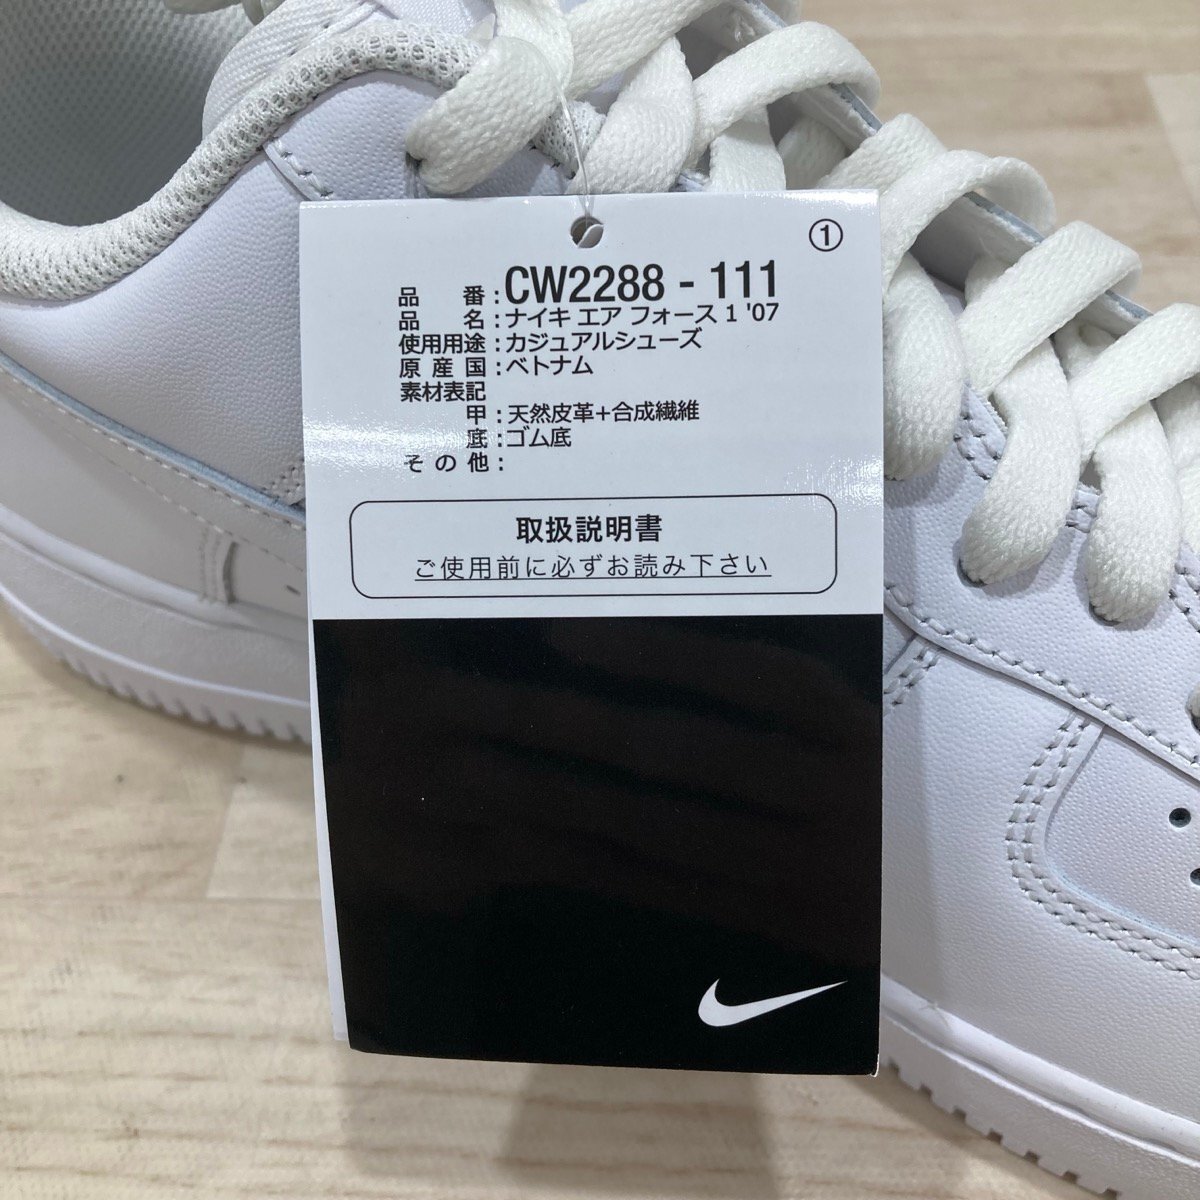 ①
品番:CW2288 - 111
品名:ナイキ エア フォース 1 '07
使用用途:カジュアルシューズ
原産国:ベトナム
素材表記
甲:天然皮革+合成繊維
底:ゴム底
その他:
取扱説明書
ご使用前に必ずお読み下さい